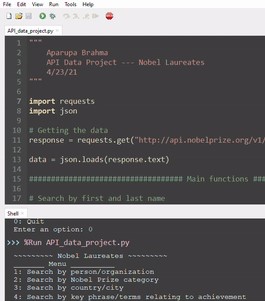 File Edit View Run Tools Help
API_data_project.py
1 """
2 Aparupa Brahma
3 API Data Project --- Nobel Laureates
4 4/23/21
5 """
6
7 import requests
8 import json
9
10 # Getting the data
11 response = requests.get("http://api.nobelprize.org/v1/
12
13 data = json.loads(response.text)
14
15 ################################### Main functions ###
16
17 # Search by first and last name
Shell
0: Quit
Enter an option: 0
>>> %Run API_data_project.py
~~~~~~~~~ Nobel Laureates ~~~~~~~~~
Menu
1: Search by person/organization
2: Search by Nobel Prize category
3: Search by country/city
4: Search by key phrase/terms relating to achievement